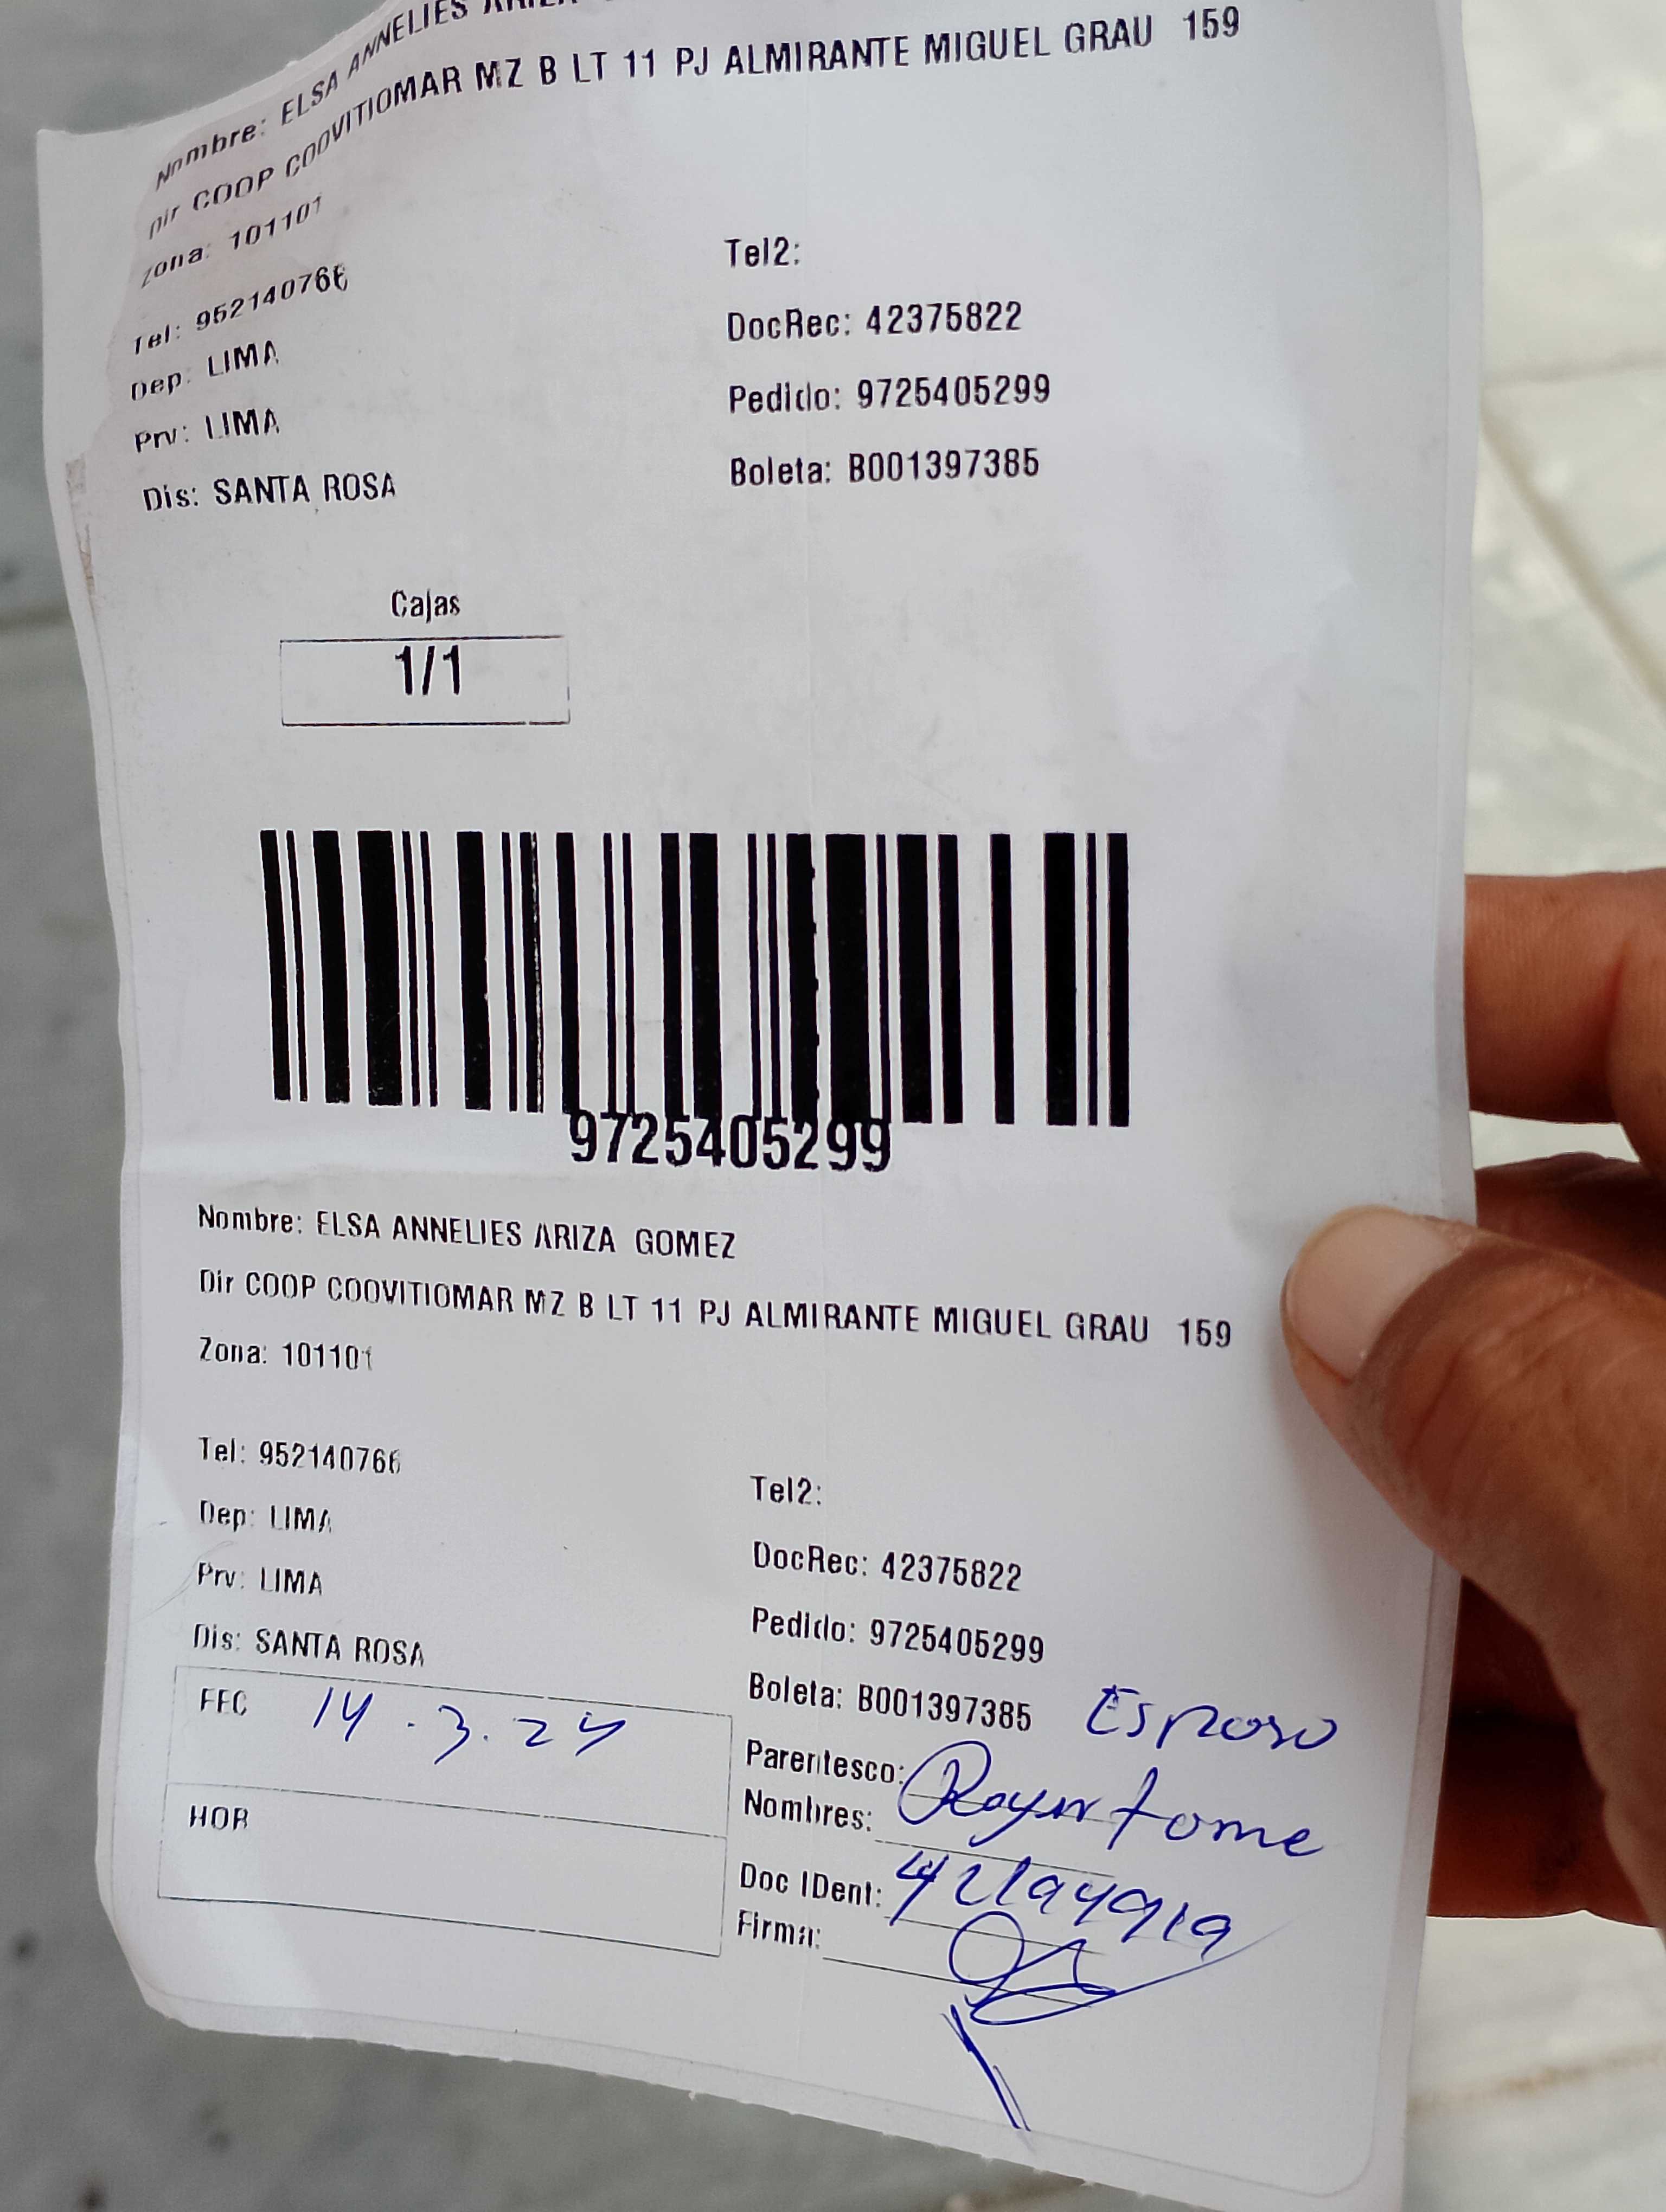 Nombre: ELSA ANNELIES
Dir COOP COOVITIOMAR MZ B LT 11 PJ ALMIRANTE MIGUEL GRAU 159
Zona: 101101
Tel: 952140766
Tel2:
Dep: LIMA
DocRec: 42375822
Prv: LIMA
Pedido: 9725405299
Dis: SANTA ROSA
Boleta: B001397385
Cajas
1/1
9725405299
Nombre: ELSA ANNELIES ARIZA GOMEZ
Dir COOP COOVITIOMAR MZ B LT 11 PJ ALMIRANTE MIGUEL GRAU 159
Zona: 101101
Tel: 952140766
Tel2:
Dep: LIMA
DocRec: 42375822
Prv: LIMA
Pedido: 9725405299
Dis: SANTA ROSA
Boleta: B001397385
FEC 14.3.24
HOR
Parentesco: Esposo
Nombres:
Doc IDent:
Firma: